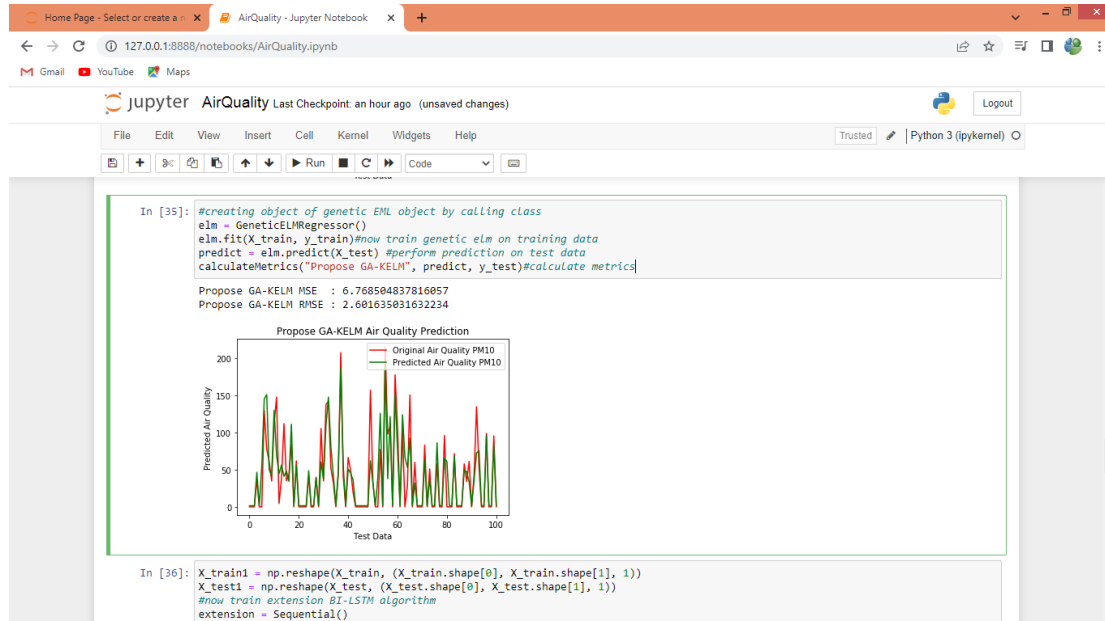 Home Page - Select or create a n
AirQuality - Jupyter Notebook
127.0.0.1:8888/notebooks/AirQuality.ipynb
Gmail YouTube Maps
jupyter AirQuality Last Checkpoint: an hour ago (unsaved changes)
Logout
File Edit View Insert Cell Kernel Widgets Help
Trusted Python 3 (ipykernel)
Run Code
Test Data
In [35]: #creating object of genetic EML object by calling class
elm = GeneticELMRegressor()
elm.fit(X_train, y_train)#now train genetic elm on training data
predict = elm.predict(X_test) #perform prediction on test data
calculateMetrics("Propose GA-KELM", predict, y_test)#calculate metrics
Propose GA-KELM MSE  : 6.768504837816057
Propose GA-KELM RMSE : 2.601635031632234
Propose GA-KELM Air Quality Prediction
Original Air Quality PM10
Predicted Air Quality PM10
Predicted Air Quality
200
150
100
50
0
0 20 40 60 80 100
Test Data
In [36]: X_train1 = np.reshape(X_train, (X_train.shape[0], X_train.shape[1], 1))
X_test1 = np.reshape(X_test, (X_test.shape[0], X_test.shape[1], 1))
#now train extension BI-LSTM algorithm
extension = Sequential()